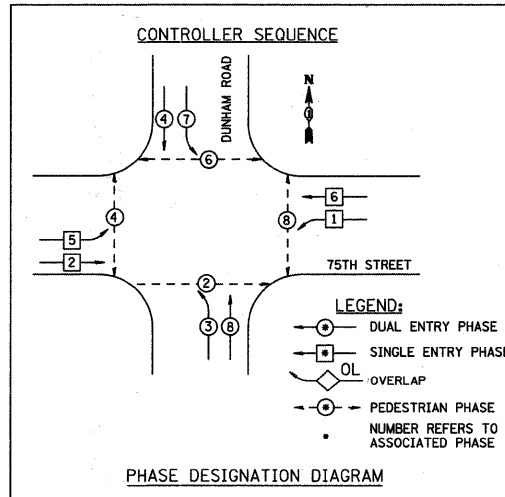 CONTROLLER SEQUENCE
DUNHAM ROAD
N
4
7
6
6
4
8
1
5
2
75TH STREET
2
3
8
LEGEND:
* DUAL ENTRY PHASE
* SINGLE ENTRY PHASE
OL
OVERLAP
* PEDESTRIAN PHASE
* NUMBER REFERS TO
ASSOCIATED PHASE
PHASE DESIGNATION DIAGRAM